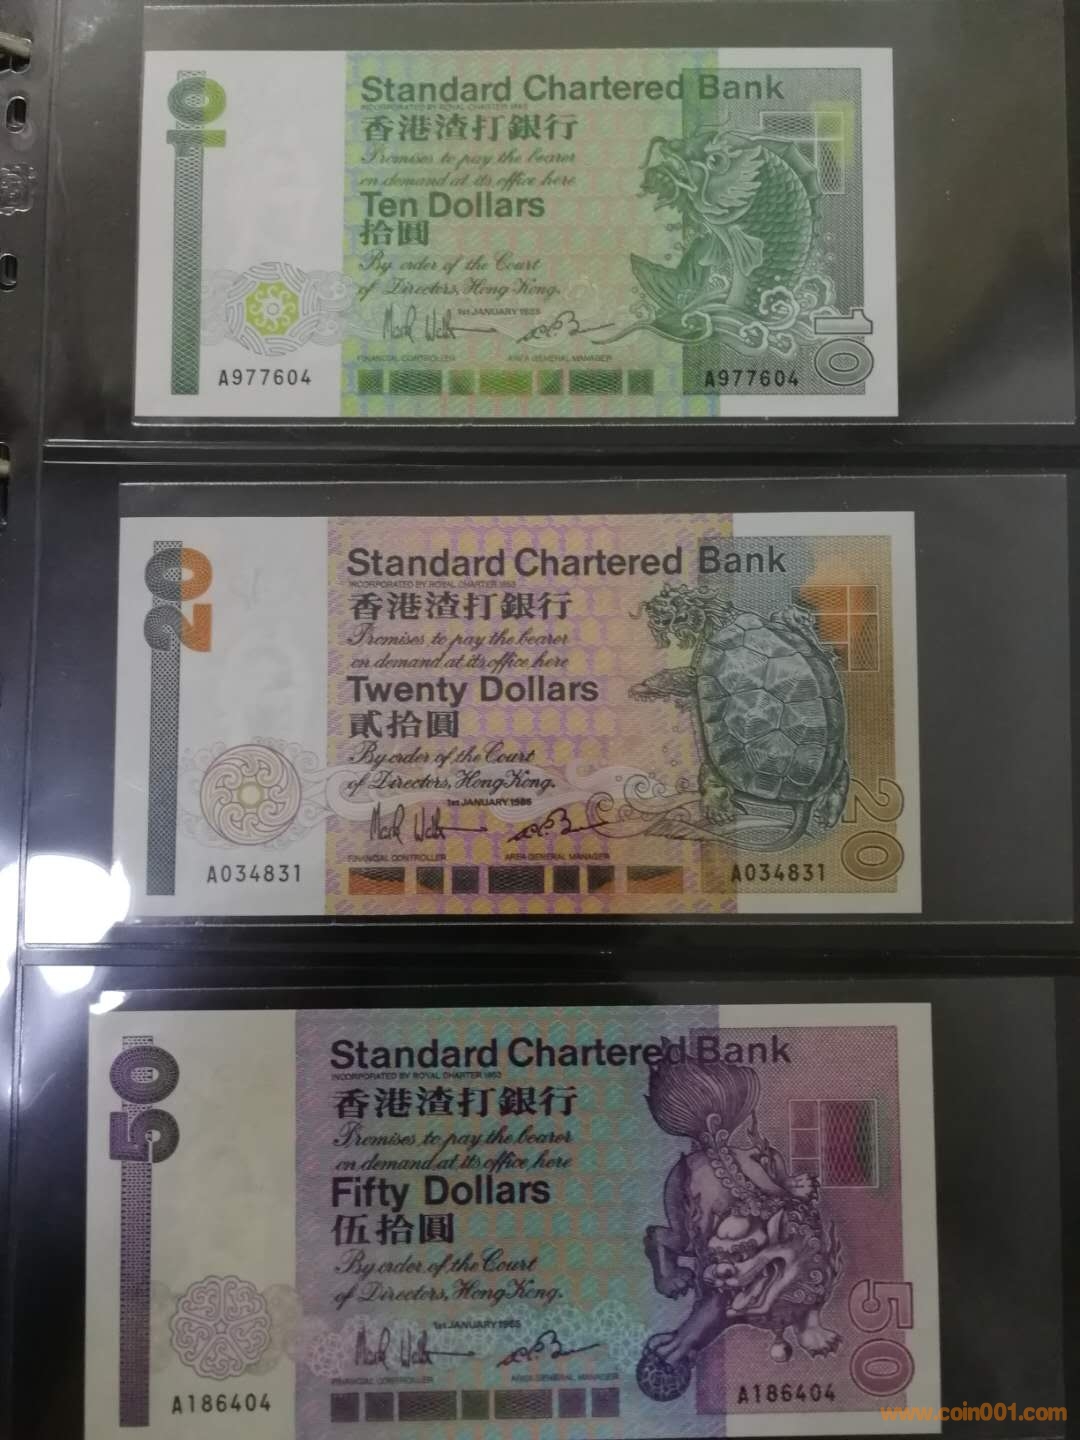 10
Standard Chartered Bank
INCORPORATED BY ROYAL CHARTER 1853
香港渣打銀行
Promises to pay the bearer
on demand at its office here
Ten Dollars
拾圓
By order of the Court
of Directors, Hong Kong.
1st JANUARY 1985
FINANCIAL CONTROLLER AREA GENERAL MANAGER
A977604 A977604
10
20
Standard Chartered Bank
INCORPORATED BY ROYAL CHARTER 1853
香港渣打銀行
Promises to pay the bearer
on demand at its office here
Twenty Dollars
貳拾圓
By order of the Court
of Directors, Hong Kong.
1st JANUARY 1985
FINANCIAL CONTROLLER AREA GENERAL MANAGER
A034831 A034831
20
50
Standard Chartered Bank
INCORPORATED BY ROYAL CHARTER 1853
香港渣打銀行
Promises to pay the bearer
on demand at its office here
Fifty Dollars
伍拾圓
By order of the Court
of Directors, Hong Kong.
1st JANUARY 1985
FINANCIAL CONTROLLER AREA GENERAL MANAGER
A186404 A186404
50
www.coin001.com